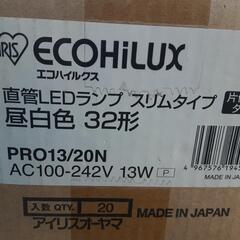 IRIS ECOHiLUX
エコハイルクス
直管LEDランプ スリムタイプ
昼白色 32形
片
PRO13/20N
AC100-242V 13W P
入数 QTY. 20
MADE IN JAPAN
アイリスオーヤマ
MADE IN JAPAN